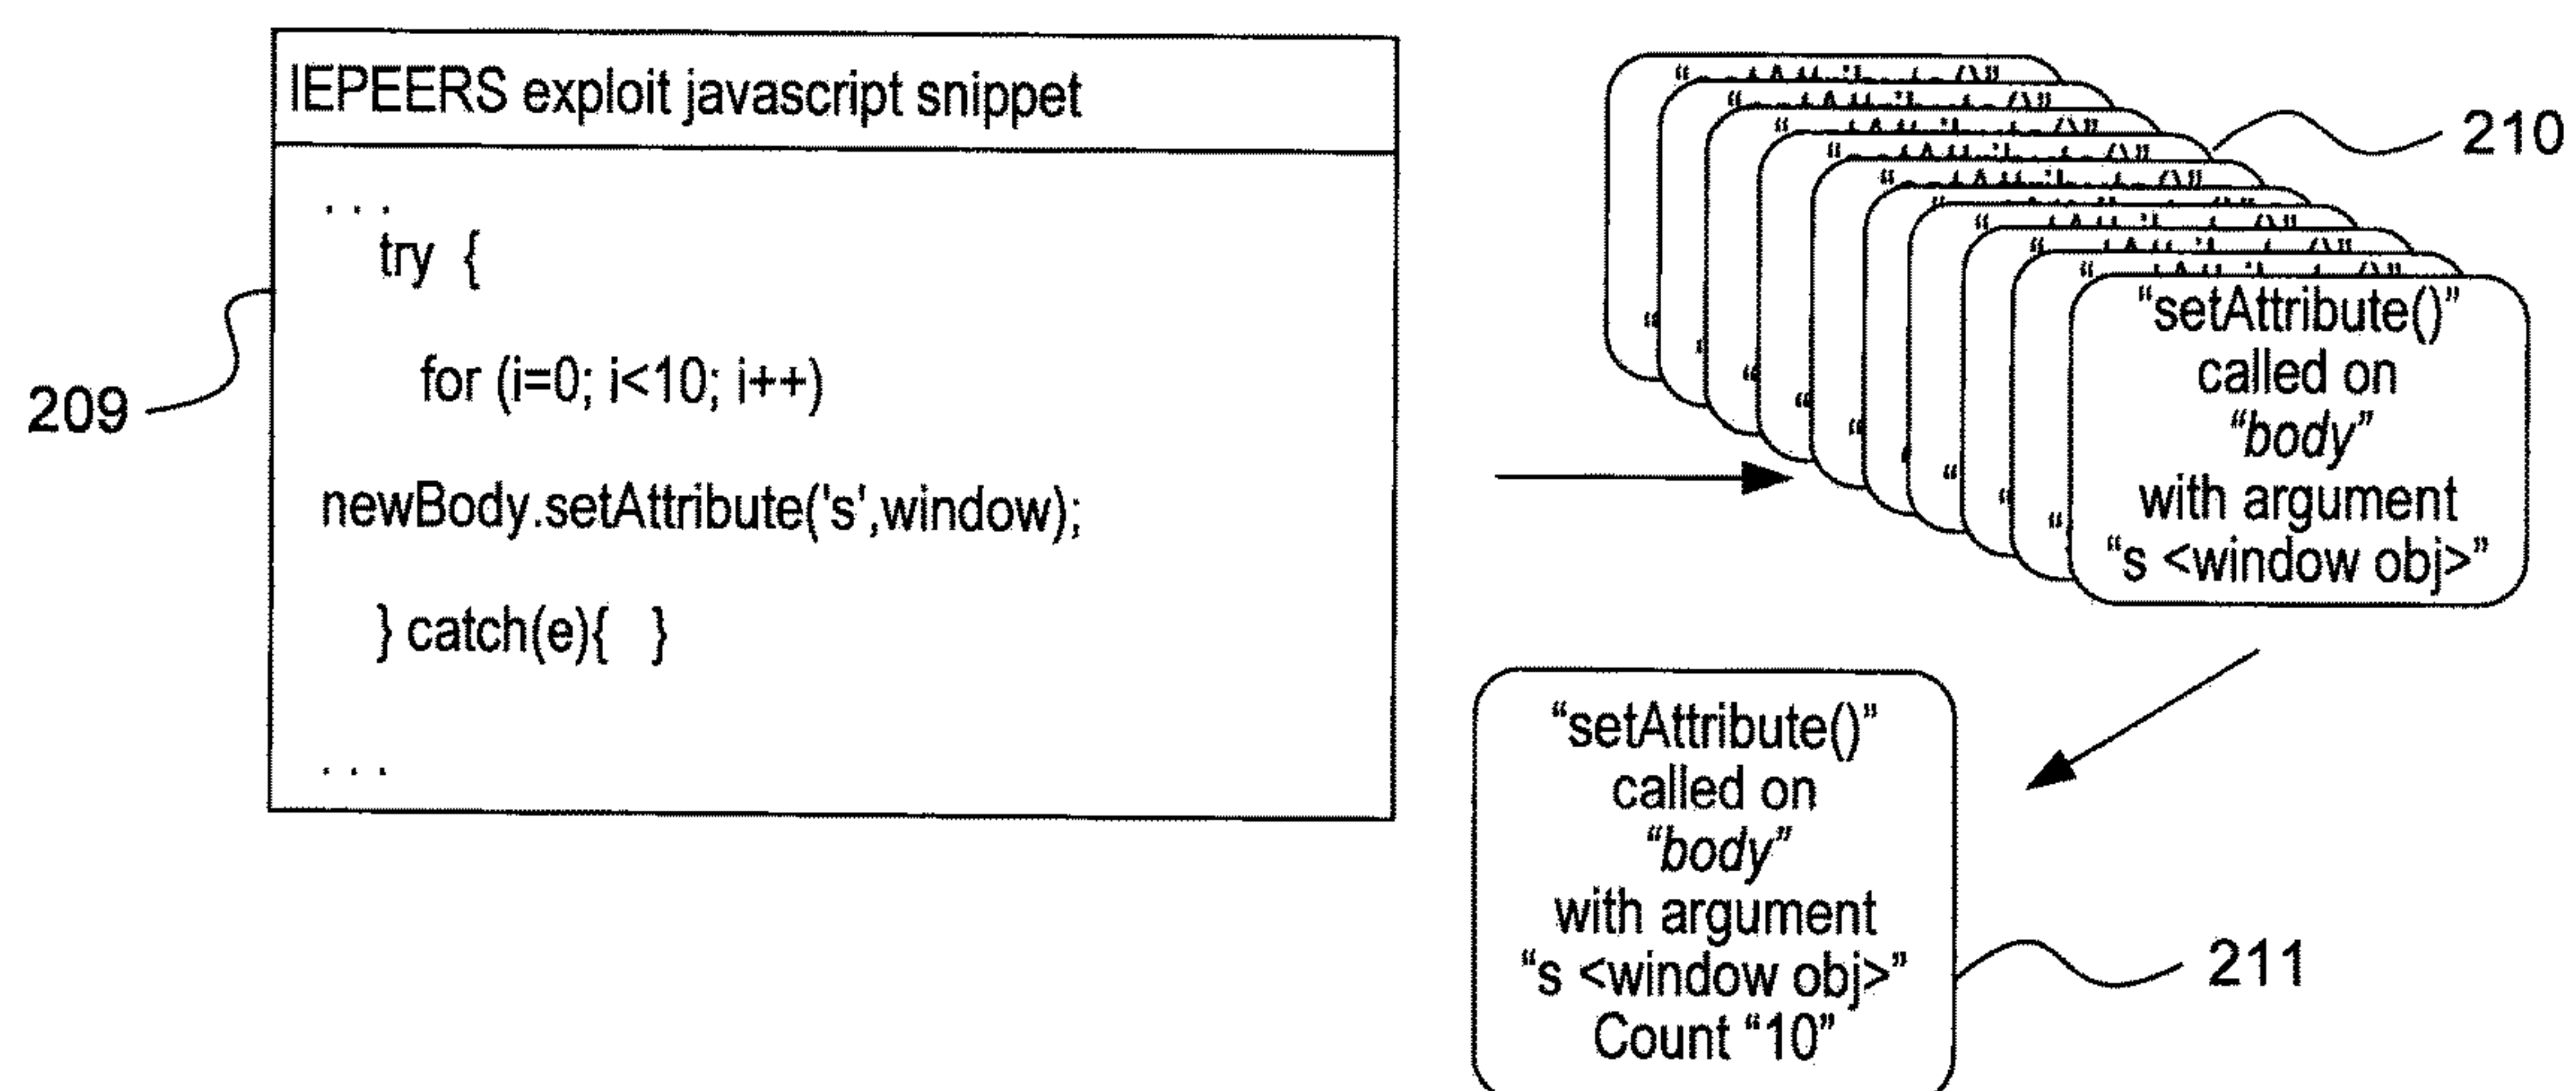 IEPEERS exploit javascript snippet
. . .
try {
for (i=0; i<10; i++)
newBody.setAttribute('s',window);
} catch(e){ }
. . .
209
210
“setAttribute()”
called on
“body”
with argument
“s <window obj>”
“setAttribute()”
called on
“body”
with argument
“s <window obj>”
Count “10”
211